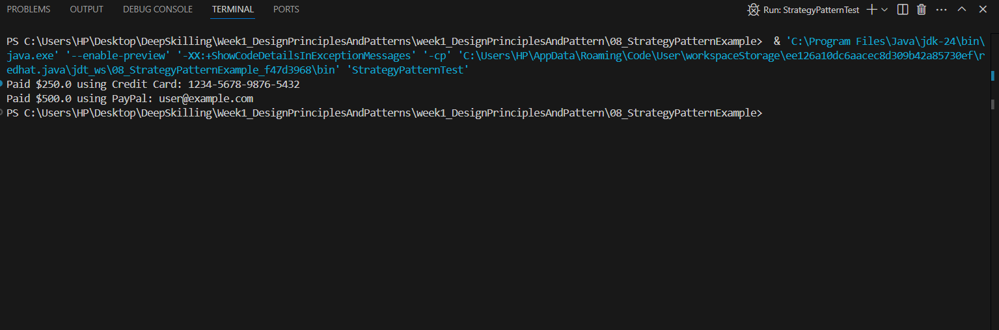 PROBLEMS OUTPUT DEBUG CONSOLE TERMINAL PORTS Run: StrategyPatternTest
PS C:\Users\HP\Desktop\DeepSkilling\Week1_DesignPrinciplesAndPatterns\week1_DesignPrinciplesAndPattern\08_StrategyPatternExample>  & 'C:\Program Files\Java\jdk-24\bin\
java.exe' '--enable-preview' '-XX:+ShowCodeDetailsInExceptionMessages' '-cp' 'C:\Users\HP\AppData\Roaming\Code\User\workspaceStorage\ee126a10dc6aacec8d309b42a85730ef\r
edhat.java\jdt_ws\08_StrategyPatternExample_f47d3968\bin' 'StrategyPatternTest'
Paid $250.0 using Credit Card: 1234-5678-9876-5432
Paid $500.0 using PayPal: user@example.com
PS C:\Users\HP\Desktop\DeepSkilling\Week1_DesignPrinciplesAndPatterns\week1_DesignPrinciplesAndPattern\08_StrategyPatternExample>